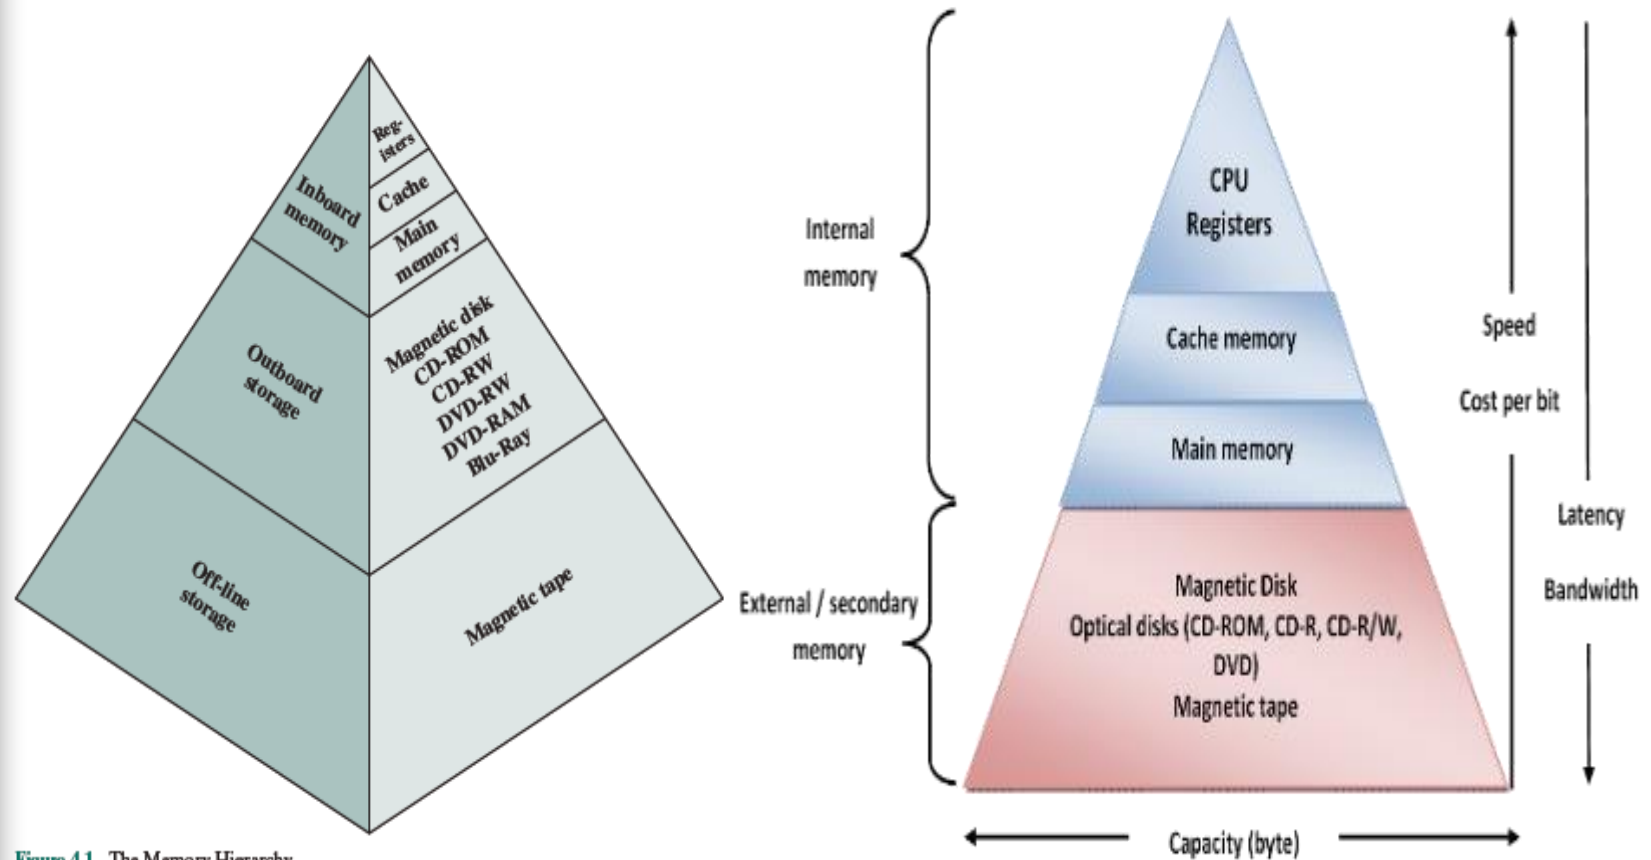 Reg-
isters
Cache
Main
memory
Inboard
memory
Magnetic disk
CD-ROM
CD-RW
DVD-RW
DVD-RAM
Blu-Ray
Outboard
storage
Off-line
storage
Magnetic tape
Figure 4.1 The Memory Hierarchy
Internal
memory
External / secondary
memory
CPU
Registers
Cache memory
Main memory
Magnetic Disk
Optical disks (CD-ROM, CD-R, CD-R/W,
DVD)
Magnetic tape
Speed
Cost per bit
Latency
Bandwidth
Capacity (byte)